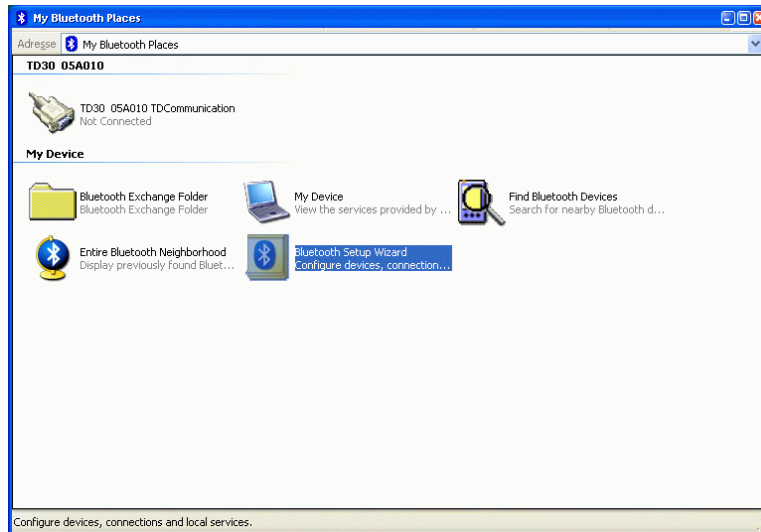 My Bluetooth Places
Adresse My Bluetooth Places
TD30 05A010
TD30 05A010 TDCommunication
Not Connected
My Device
Bluetooth Exchange Folder
Bluetooth Exchange Folder
My Device
View the services provided by ...
Find Bluetooth Devices
Search for nearby Bluetooth d...
Entire Bluetooth Neighborhood
Display previously found Bluet...
Bluetooth Setup Wizard
Configure devices, connection...
Configure devices, connections and local services.